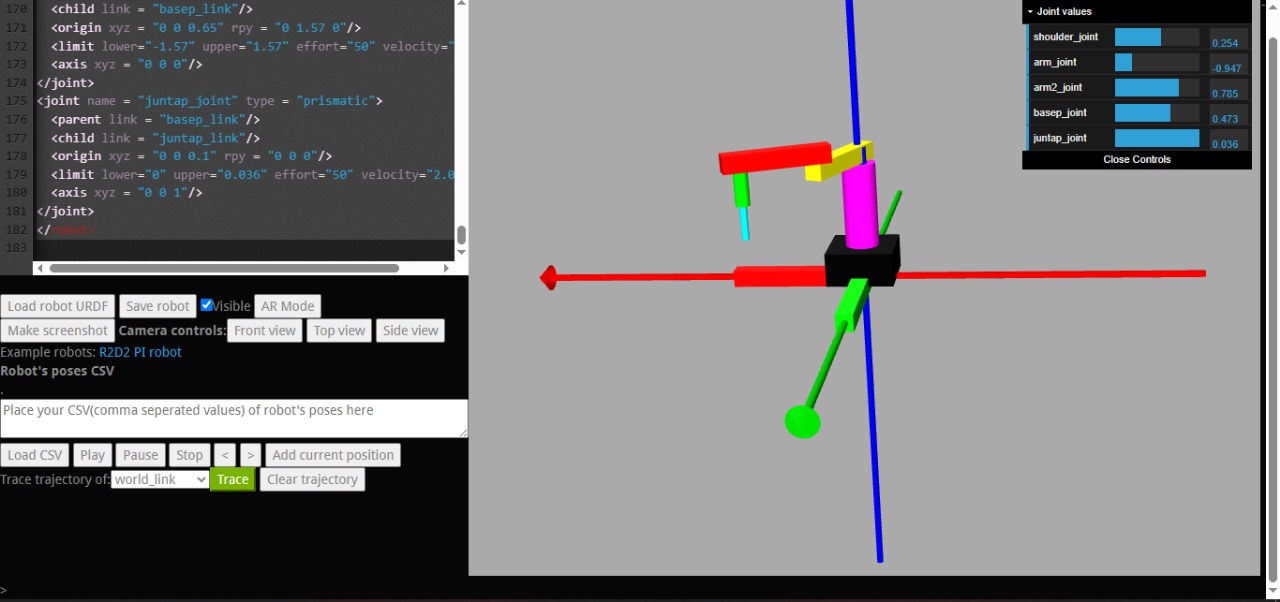 170 <child link = "basep_link"/>
171 <origin xyz = "0 0 0.65" rpy = "0 1.57 0"/>
172 <limit lower="-1.57" upper="1.57" effort="50" velocity="
173 <axis xyz = "0 0 0"/>
174 </joint>
175 <joint name = "juntap_joint" type = "prismatic">
176 <parent link = "basep_link"/>
177 <child link = "juntap_link"/>
178 <origin xyz = "0 0 0.1" rpy = "0 0 0"/>
179 <limit lower="0" upper="0.036" effort="50" velocity="2.0
180 <axis xyz = "0 0 1"/>
181 </joint>
182 </robot>
183
Load robot URDF Save robot Visible AR Mode
Make screenshot Camera controls: Front view Top view Side view
Example robots: R2D2 PI robot
Robot's poses CSV
.
Place your CSV(comma seperated values) of robot's poses here
Load CSV Play Pause Stop < > Add current position
Trace trajectory of: world_link Trace Clear trajectory
>
Joint values
shoulder_joint 0.254
arm_joint -0.947
arm2_joint 0.785
basep_joint 0.473
juntap_joint 0.036
Close Controls